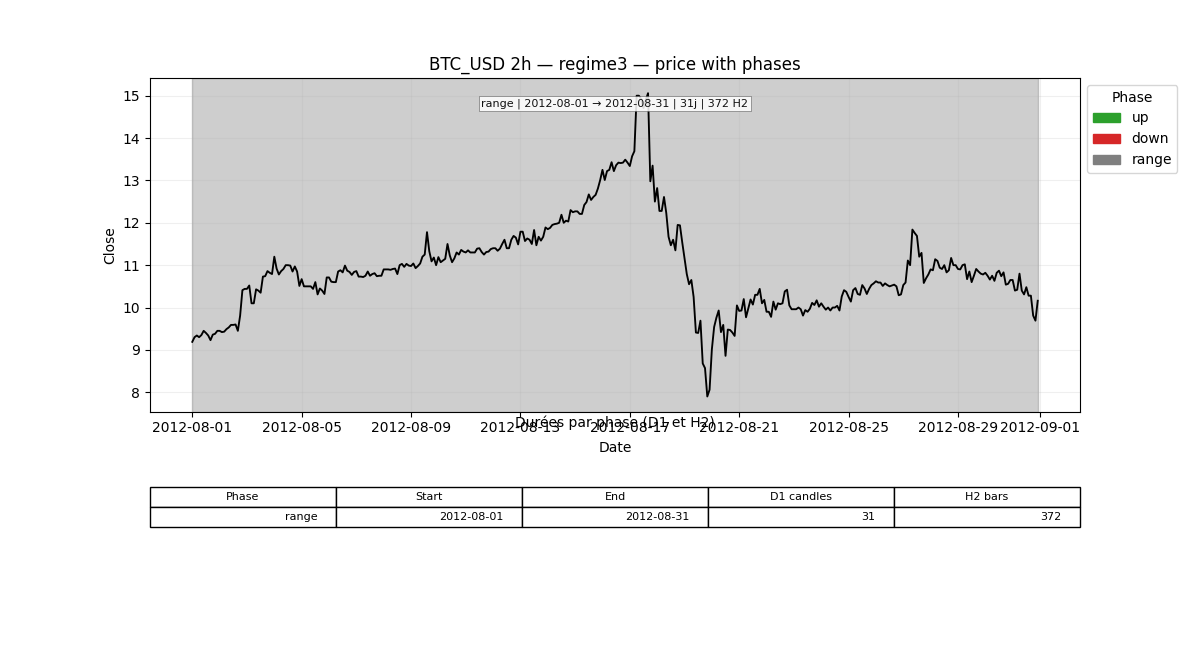 BTC_USD 2h — regime3 — price with phases
15
14
13
12
11
10
9
8
Close
range | 2012-08-01 → 2012-08-31 | 31j | 372 H2
Phase
up
down
range
2012-08-01
2012-08-05
2012-08-09
2012-08-13
2012-08-17
2012-08-21
2012-08-25
2012-08-29
2012-09-01
Durées par phase (D1 et H2)
Date
Phase Start End D1 candles H2 bars
range 2012-08-01 2012-08-31 31 372